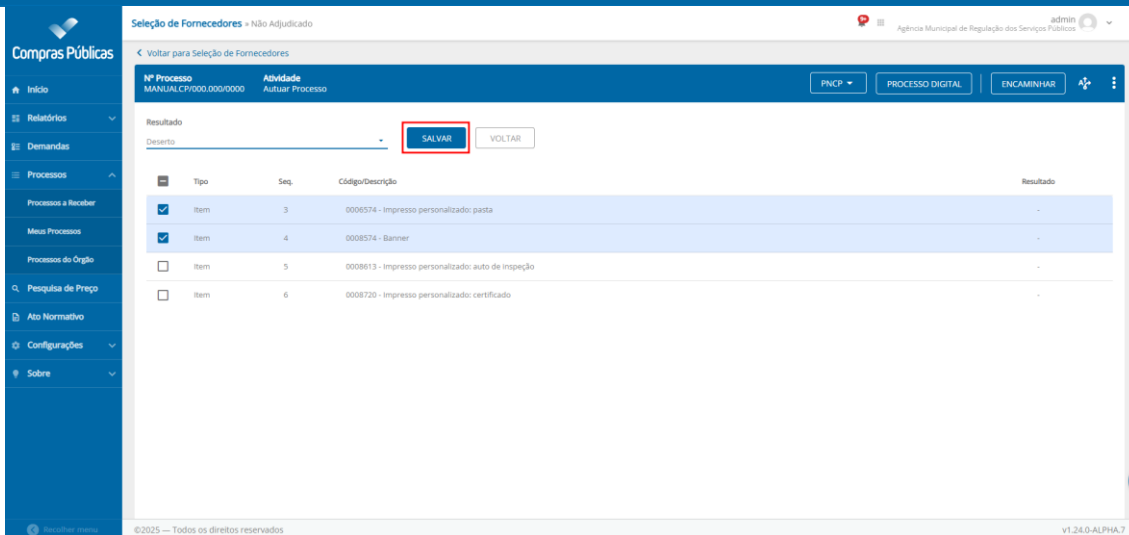 Compras Públicas
Início
Relatórios
Demandas
Processos
Processos a Receber
Meus Processos
Processos do Órgão
Pesquisa de Preço
Ato Normativo
Configurações
Sobre
Recolher menu
Seleção de Fornecedores » Não Adjudicado
9+
admin
Agência Municipal de Regulação dos Serviços Públicos
Voltar para Seleção de Fornecedores
Nº Processo Atividade
MANUALCP/000.000/0000 Autuar Processo
PNCP PROCESSO DIGITAL ENCAMINHAR
Resultado
Deserto SALVAR VOLTAR
Tipo Seq. Código/Descrição Resultado
Item 3 0006574 - Impresso personalizado: pasta -
Item 4 0008574 - Banner -
Item 5 0008613 - Impresso personalizado: auto de inspeção -
Item 6 0008720 - Impresso personalizado: certificado -
©2025 — Todos os direitos reservados v1.24.0-ALPHA.7